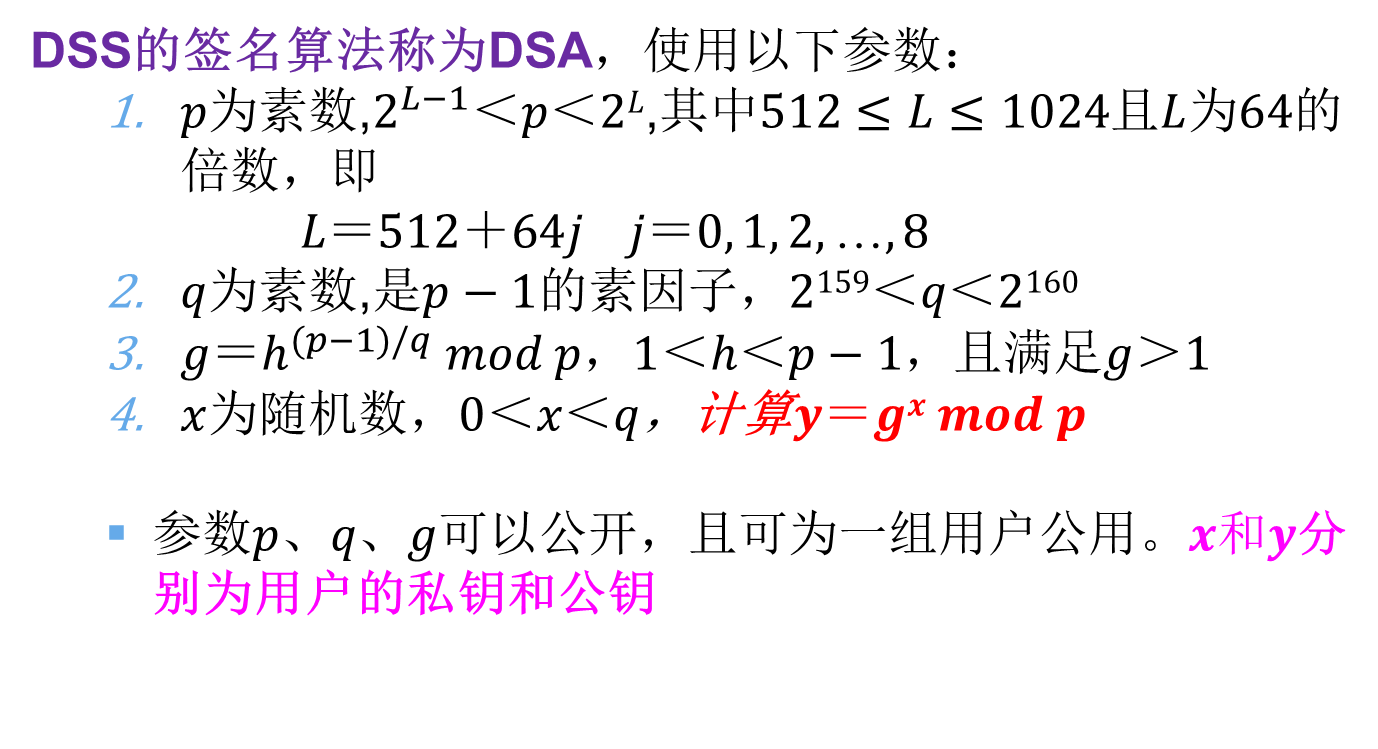 DSS的签名算法称为DSA，使用以下参数：
1. p为素数,2^{L−1}＜p＜2^L,其中512 ≤ L ≤ 1024且L为64的
倍数，即
L＝512＋64j j＝0, 1, 2, …, 8
2. q为素数,是p − 1的素因子，2^{159}＜q＜2^{160}
3. g＝h^{(p−1)/q} mod p，1＜h＜p − 1，且满足g＞1
4. x为随机数，0＜x＜q，计算y＝g^x mod p
▪ 参数p、q、g可以公开，且可为一组用户公用。x和y分
别为用户的私钥和公钥